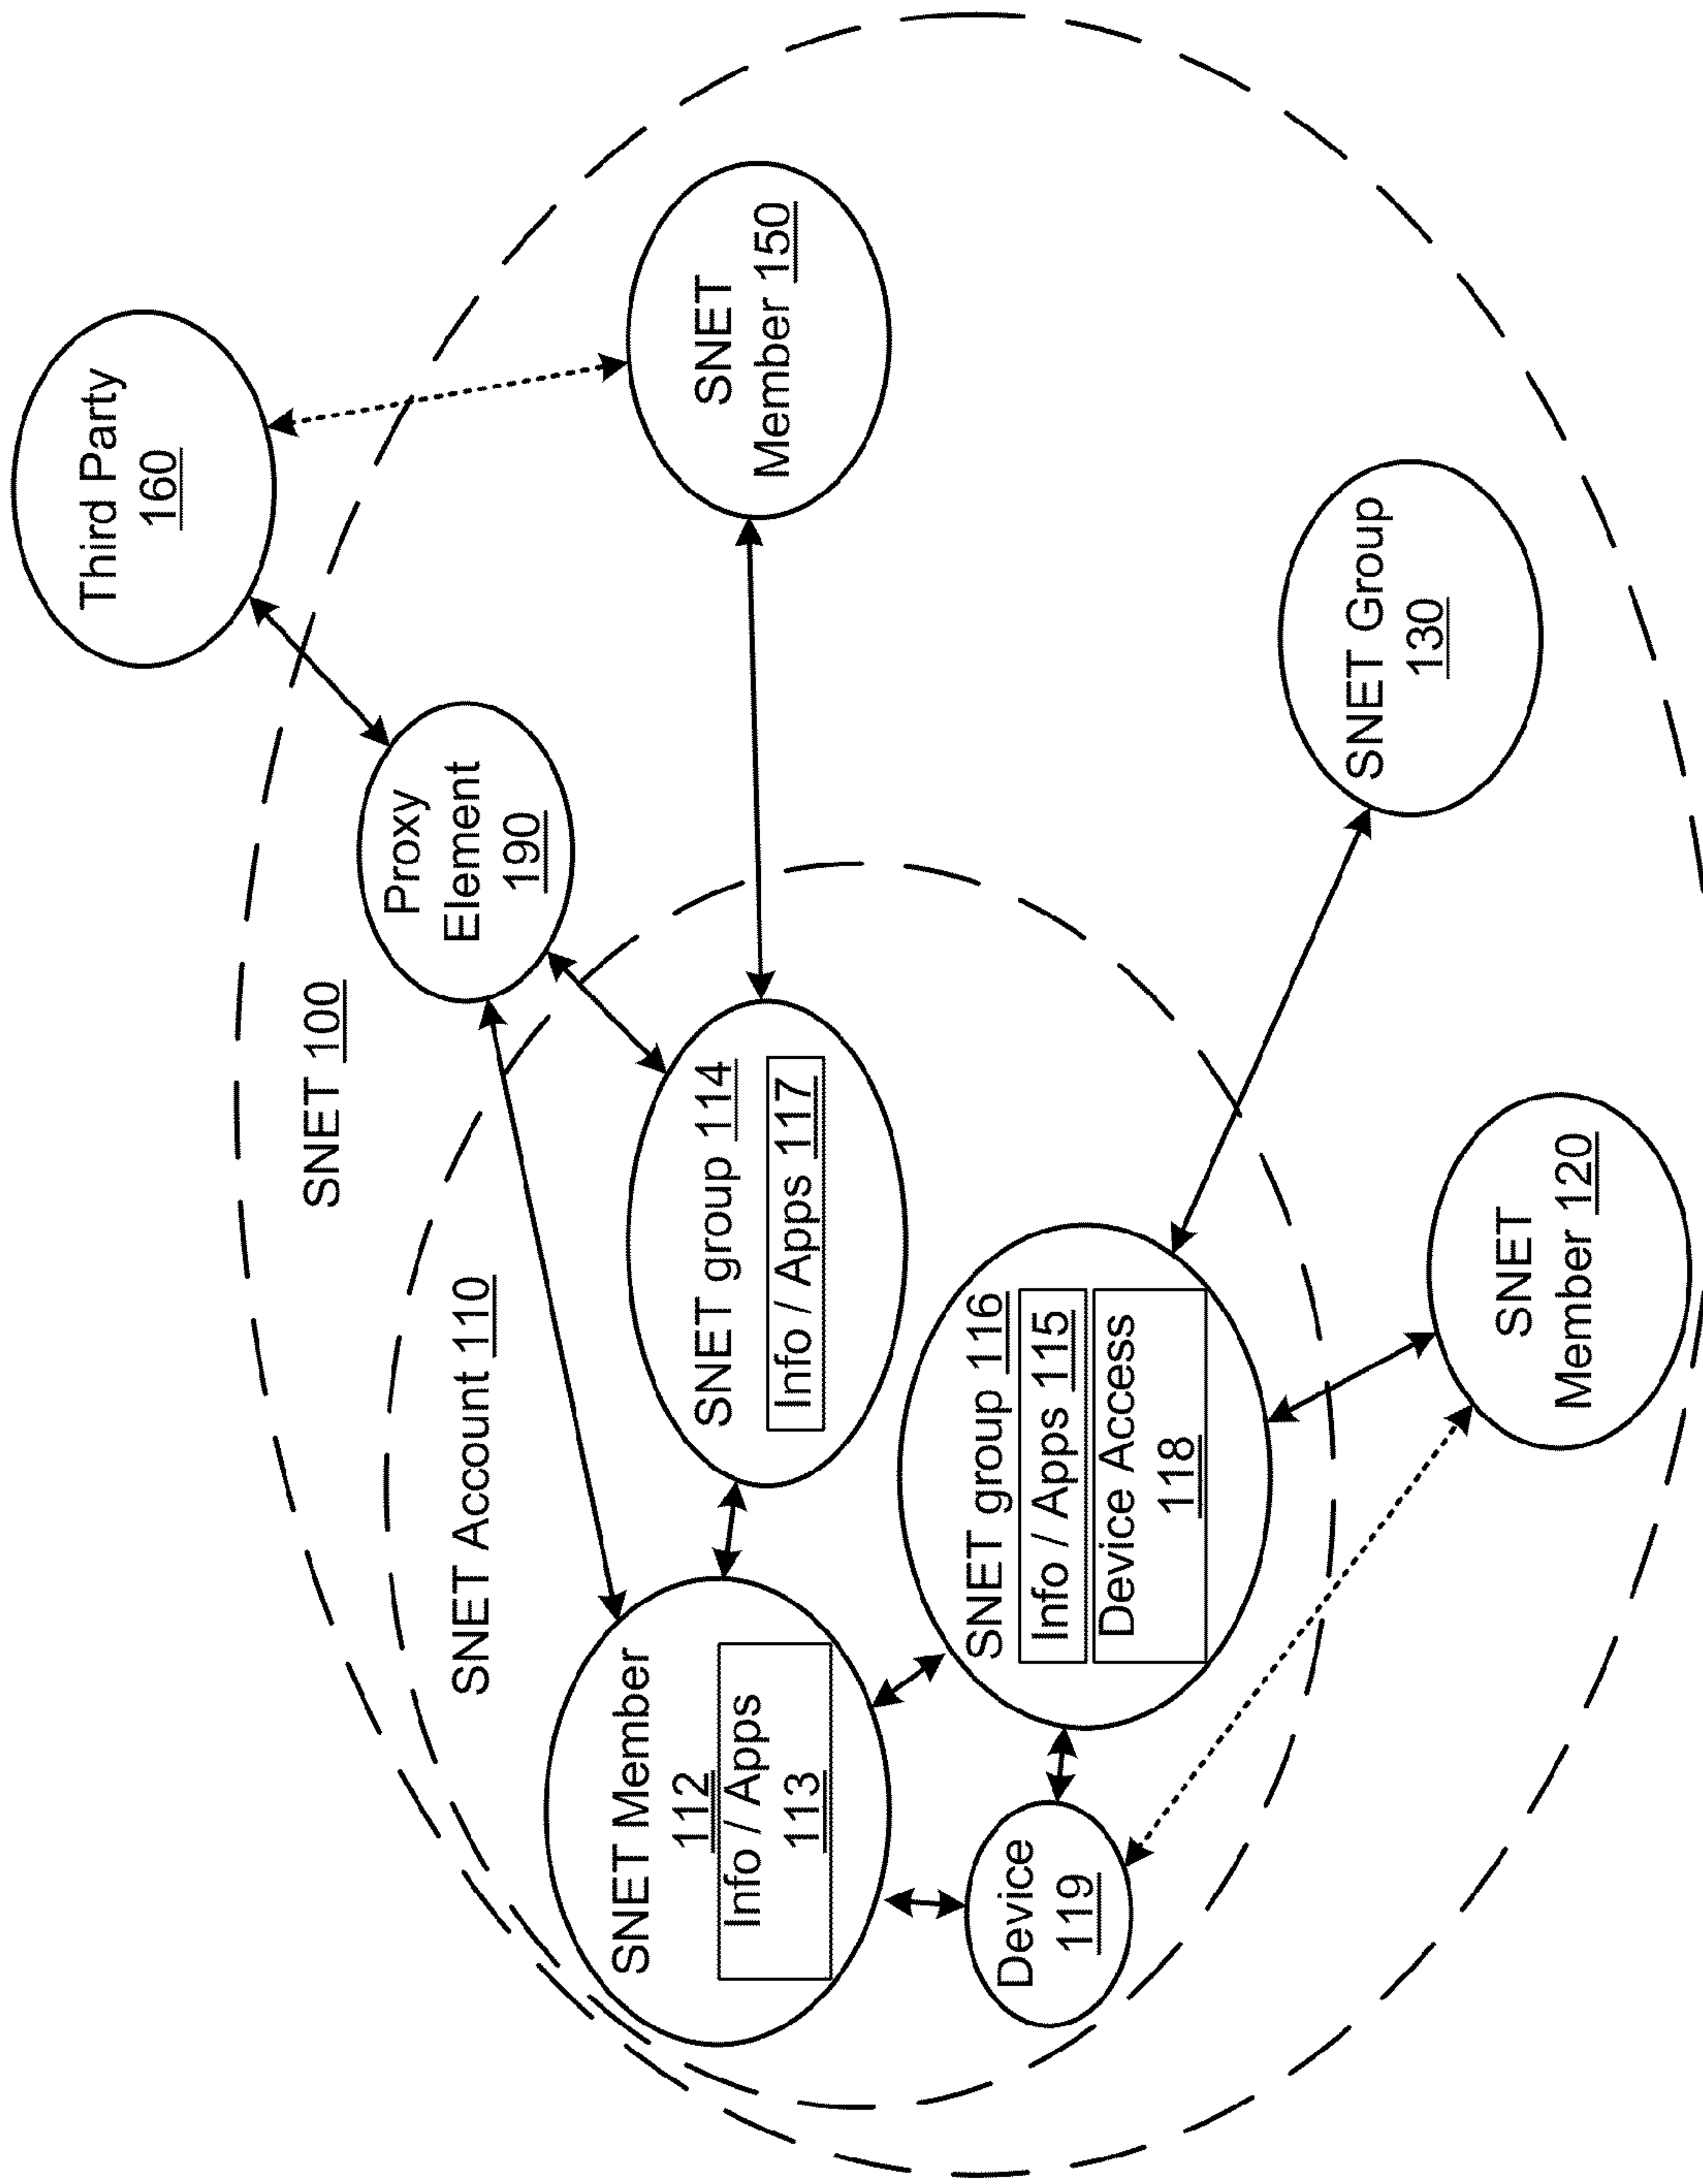 SNET 100
SNET Account 110
SNET Member
112
Info / Apps
113
SNET group 114
Info / Apps 117
Proxy
Element
190
Third Party
160
SNET
Member 150
Device
119
SNET group 116
Info / Apps 115
Device Access
118
SNET Group
130
SNET
Member 120